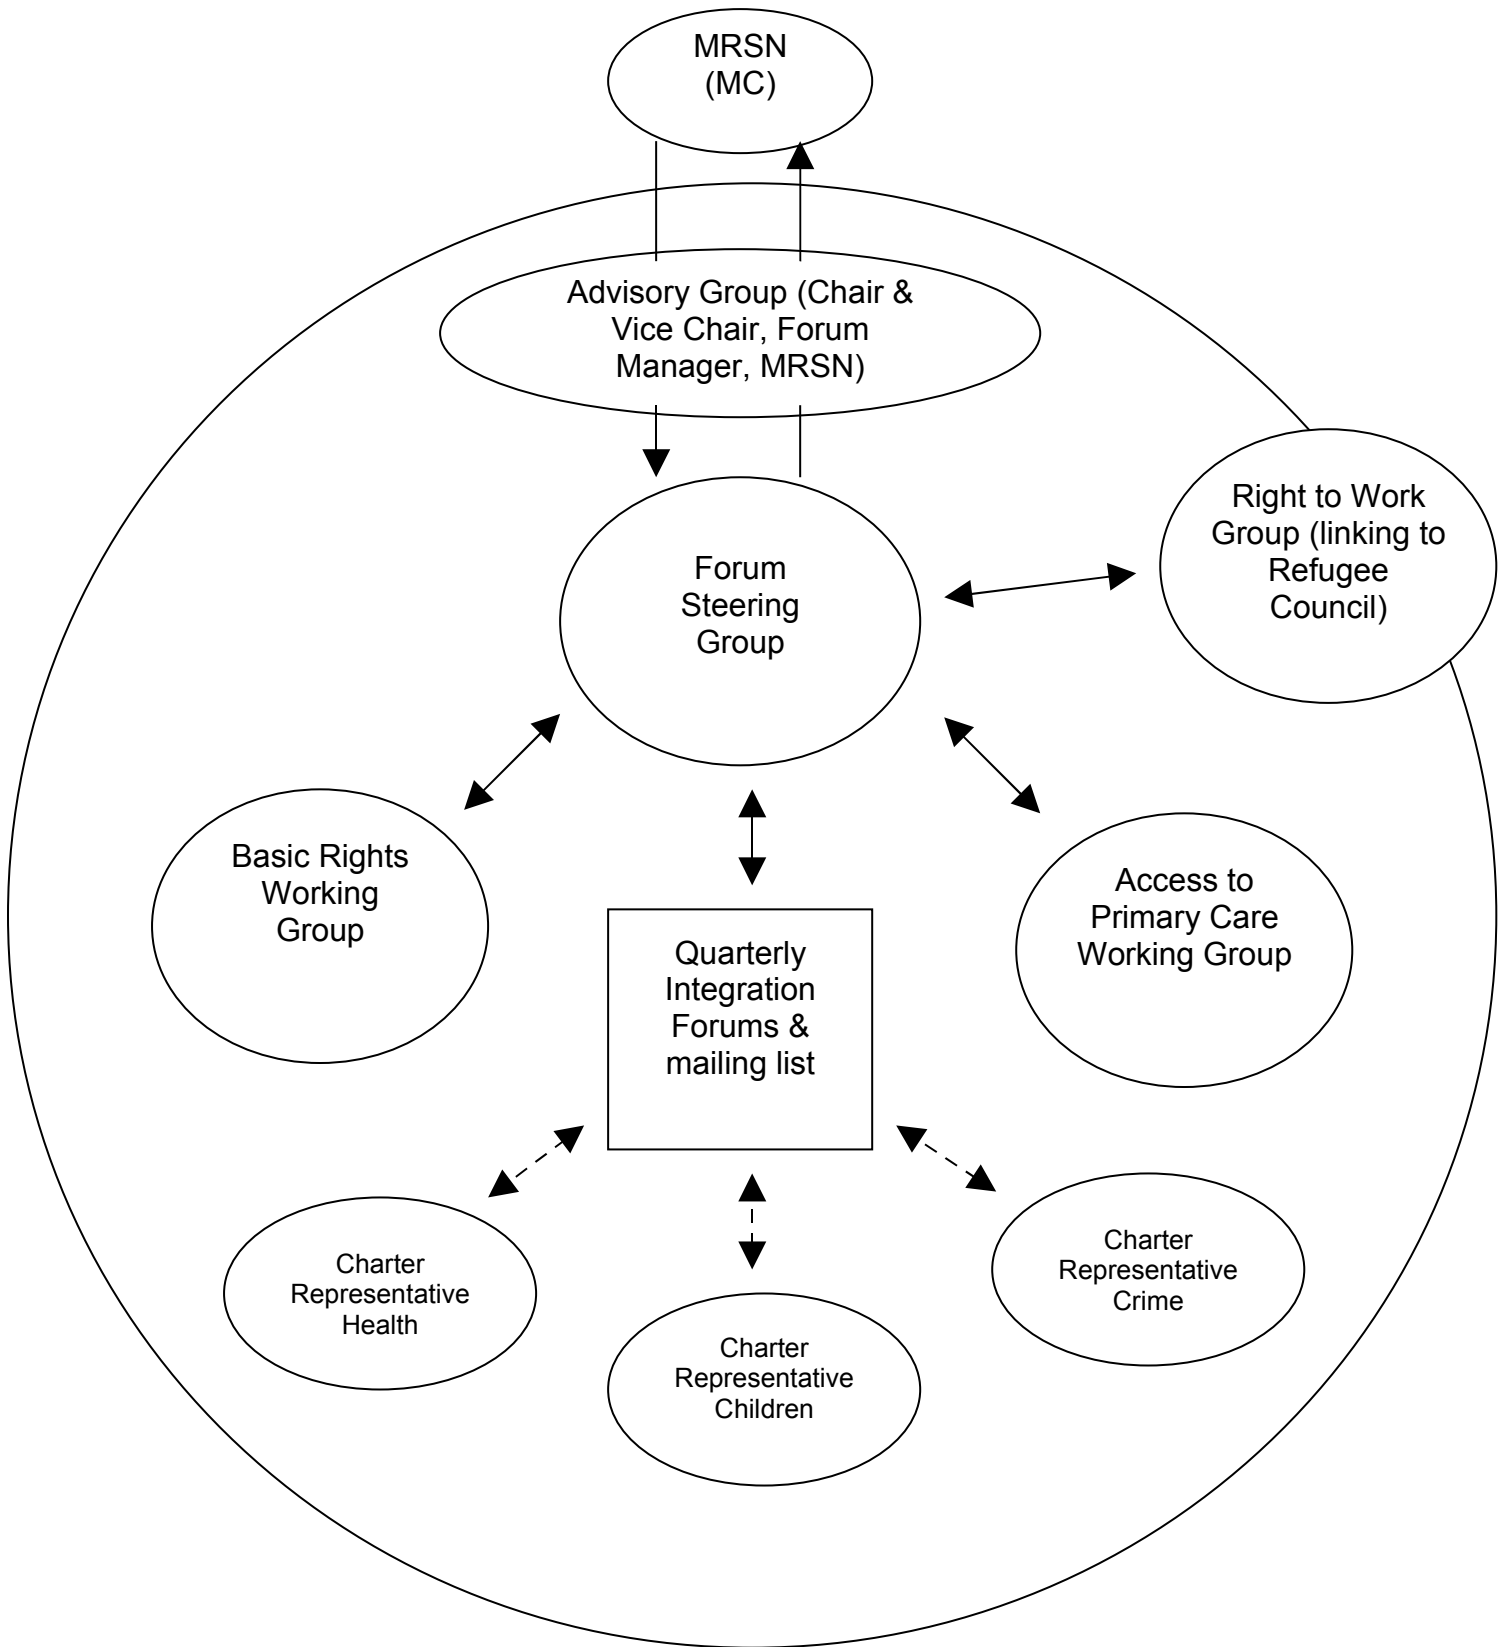 MRSN
(MC)
Advisory Group (Chair &
Vice Chair, Forum
Manager, MRSN)
Right to Work
Group (linking to
Refugee
Council)
Forum
Steering
Group
Basic Rights
Working
Group
Access to
Primary Care
Working Group
Quarterly
Integration
Forums &
mailing list
Charter
Representative
Health
Charter
Representative
Children
Charter
Representative
Crime